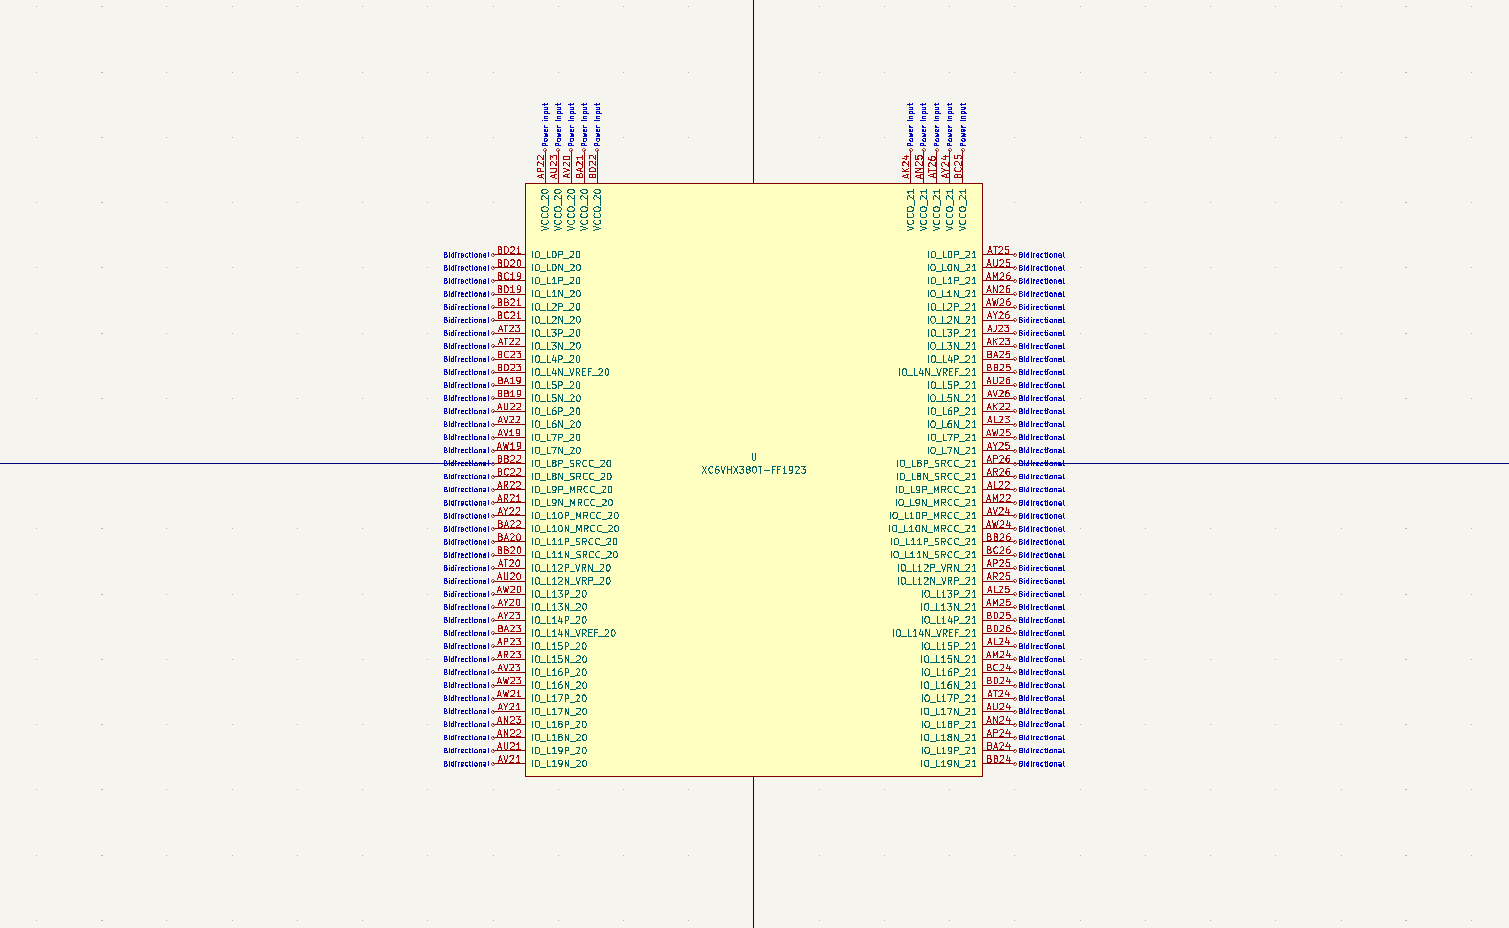 Power Input Power Input Power Input Power Input Power Input Power Input Power Input Power Input Power Input Power Input
AP22 AU23 AV20 BA21 BD22 AK24 AN25 AT26 AY24 BC25
VCCO_20 VCCO_20 VCCO_20 VCCO_20 VCCO_20 VCCO_21 VCCO_21 VCCO_21 VCCO_21 VCCO_21
Bidirectional BD21 IO_L0P_20 IO_L0P_21 AT25 Bidirectional
Bidirectional BD20 IO_L0N_20 IO_L0N_21 AU25 Bidirectional
Bidirectional BC19 IO_L1P_20 IO_L1P_21 AM26 Bidirectional
Bidirectional BD19 IO_L1N_20 IO_L1N_21 AN26 Bidirectional
Bidirectional BB21 IO_L2P_20 IO_L2P_21 AW26 Bidirectional
Bidirectional BC21 IO_L2N_20 IO_L2N_21 AY26 Bidirectional
Bidirectional AT23 IO_L3P_20 IO_L3P_21 AJ23 Bidirectional
Bidirectional AT22 IO_L3N_20 IO_L3N_21 AK23 Bidirectional
Bidirectional BC23 IO_L4P_20 IO_L4P_21 BA25 Bidirectional
Bidirectional BD23 IO_L4N_VREF_20 IO_L4N_VREF_21 BB25 Bidirectional
Bidirectional BA19 IO_L5P_20 IO_L5P_21 AU26 Bidirectional
Bidirectional BB19 IO_L5N_20 IO_L5N_21 AV26 Bidirectional
Bidirectional AU22 IO_L6P_20 IO_L6P_21 AK22 Bidirectional
Bidirectional AV22 IO_L6N_20 IO_L6N_21 AL23 Bidirectional
Bidirectional AV19 IO_L7P_20 IO_L7P_21 AW25 Bidirectional
Bidirectional AW19 IO_L7N_20 IO_L7N_21 AY25 Bidirectional
U
Bidirectional BB22 IO_L8P_SRCC_20 IO_L8P_SRCC_21 AP26 Bidirectional
XC6VHX380T-FF1923
Bidirectional BC22 IO_L8N_SRCC_20 IO_L8N_SRCC_21 AR26 Bidirectional
Bidirectional AR22 IO_L9P_MRCC_20 IO_L9P_MRCC_21 AL22 Bidirectional
Bidirectional AR21 IO_L9N_MRCC_20 IO_L9N_MRCC_21 AM22 Bidirectional
Bidirectional AY22 IO_L10P_MRCC_20 IO_L10P_MRCC_21 AV24 Bidirectional
Bidirectional BA22 IO_L10N_MRCC_20 IO_L10N_MRCC_21 AW24 Bidirectional
Bidirectional BA20 IO_L11P_SRCC_20 IO_L11P_SRCC_21 BB26 Bidirectional
Bidirectional BB20 IO_L11N_SRCC_20 IO_L11N_SRCC_21 BC26 Bidirectional
Bidirectional AT20 IO_L12P_VRN_20 IO_L12P_VRN_21 AP25 Bidirectional
Bidirectional AU20 IO_L12N_VRP_20 IO_L12N_VRP_21 AR25 Bidirectional
Bidirectional AW20 IO_L13P_20 IO_L13P_21 AL25 Bidirectional
Bidirectional AY20 IO_L13N_20 IO_L13N_21 AM25 Bidirectional
Bidirectional AY23 IO_L14P_20 IO_L14P_21 BD25 Bidirectional
Bidirectional BA23 IO_L14N_VREF_20 IO_L14N_VREF_21 BD26 Bidirectional
Bidirectional AP23 IO_L15P_20 IO_L15P_21 AL24 Bidirectional
Bidirectional AR23 IO_L15N_20 IO_L15N_21 AM24 Bidirectional
Bidirectional AV23 IO_L16P_20 IO_L16P_21 BC24 Bidirectional
Bidirectional AW23 IO_L16N_20 IO_L16N_21 BD24 Bidirectional
Bidirectional AW21 IO_L17P_20 IO_L17P_21 AT24 Bidirectional
Bidirectional AY21 IO_L17N_20 IO_L17N_21 AU24 Bidirectional
Bidirectional AN23 IO_L18P_20 IO_L18P_21 AN24 Bidirectional
Bidirectional AN22 IO_L18N_20 IO_L18N_21 AP24 Bidirectional
Bidirectional AU21 IO_L19P_20 IO_L19P_21 BA24 Bidirectional
Bidirectional AV21 IO_L19N_20 IO_L19N_21 BB24 Bidirectional